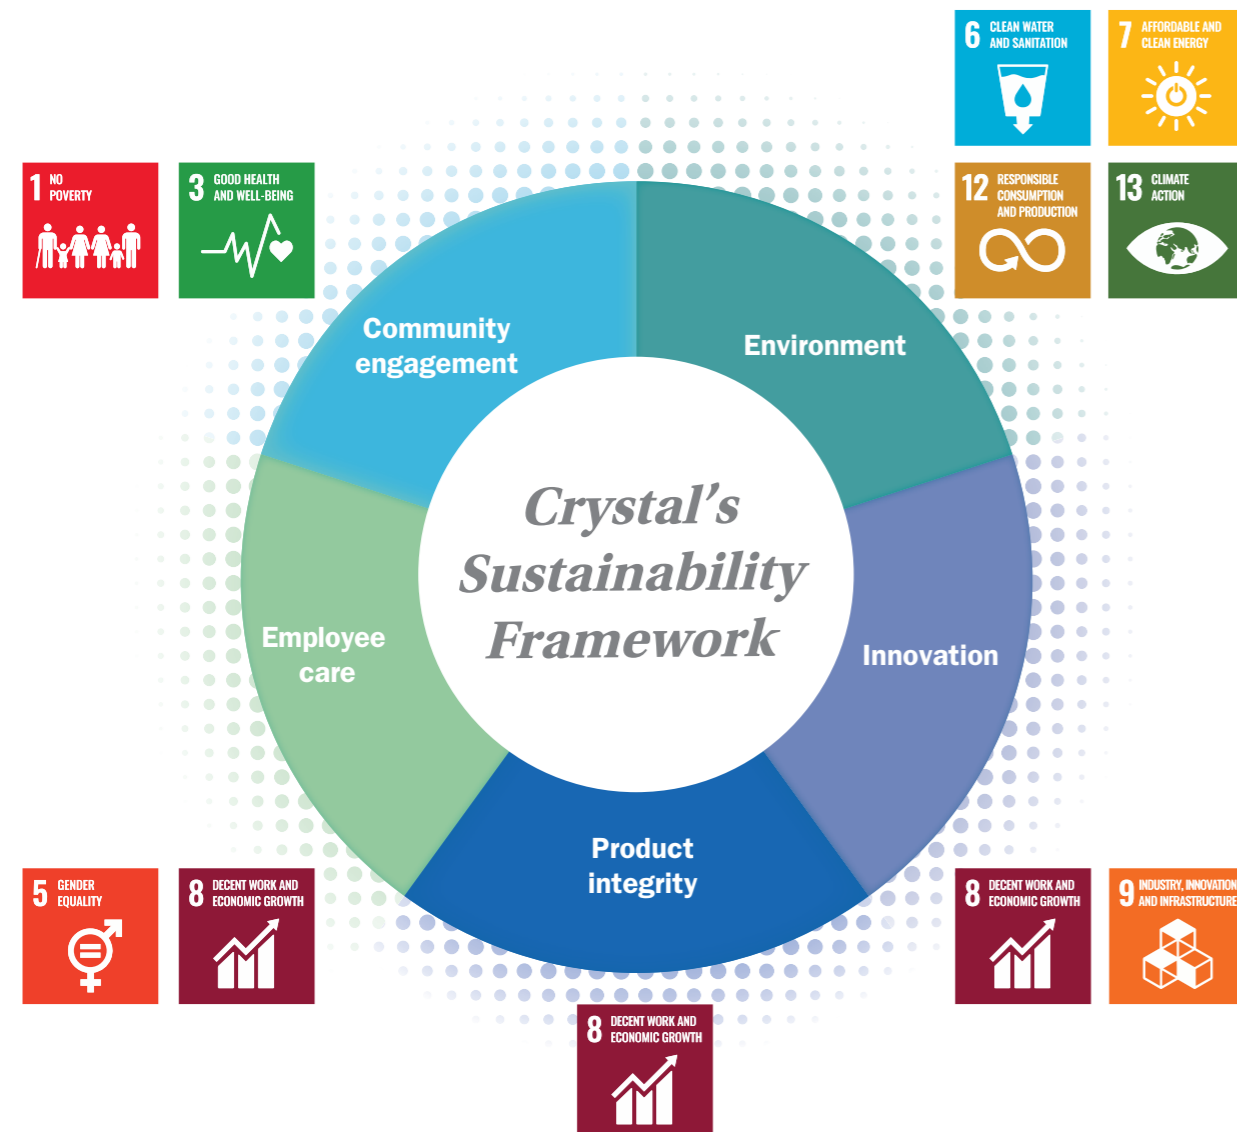 6 CLEAN WATER
AND SANITATION
7 AFFORDABLE AND
CLEAN ENERGY
1 NO
POVERTY
3 GOOD HEALTH
AND WELL-BEING
12 RESPONSIBLE
CONSUMPTION
AND PRODUCTION
13 CLIMATE
ACTION
Community
engagement
Environment
Crystal's
Sustainability
Framework
Employee
care
Innovation
Product
integrity
5 GENDER
EQUALITY
8 DECENT WORK AND
ECONOMIC GROWTH
8 DECENT WORK AND
ECONOMIC GROWTH
9 INDUSTRY, INNOVATION
AND INFRASTRUCTURE
8 DECENT WORK AND
ECONOMIC GROWTH